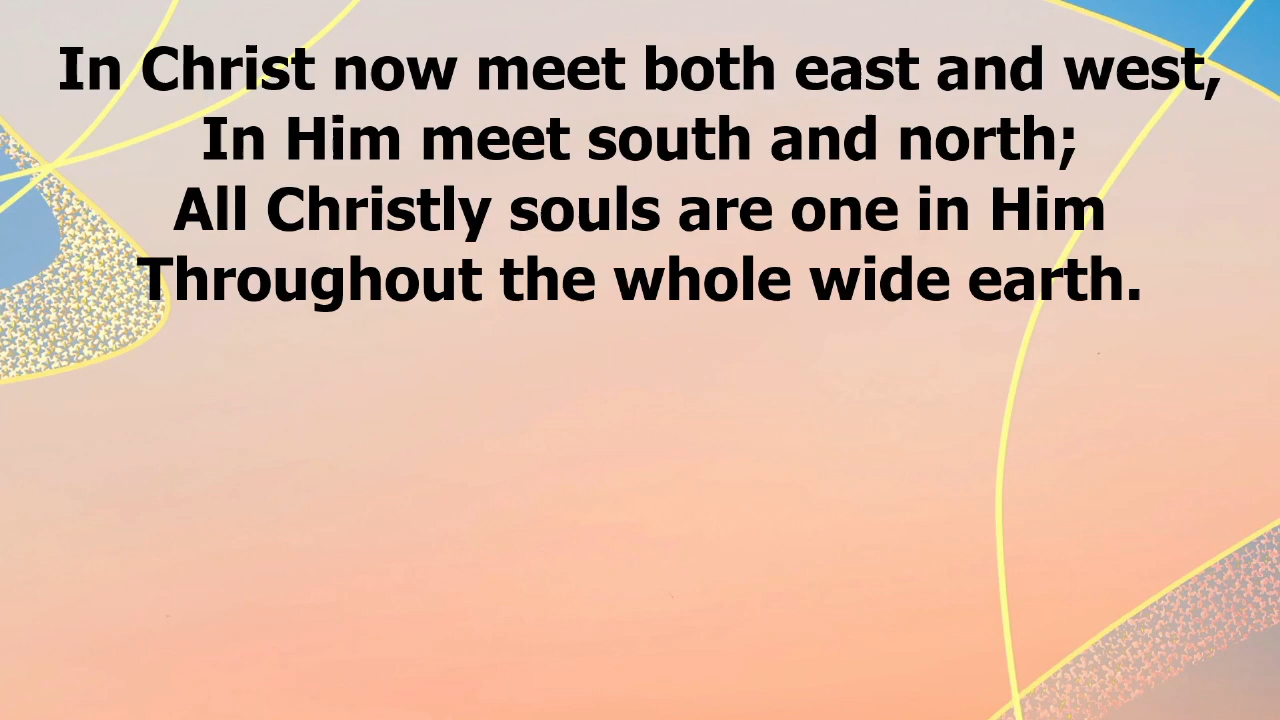 In Christ now meet both east and west,
In Him meet south and north;
All Christly souls are one in Him
Throughout the whole wide earth.